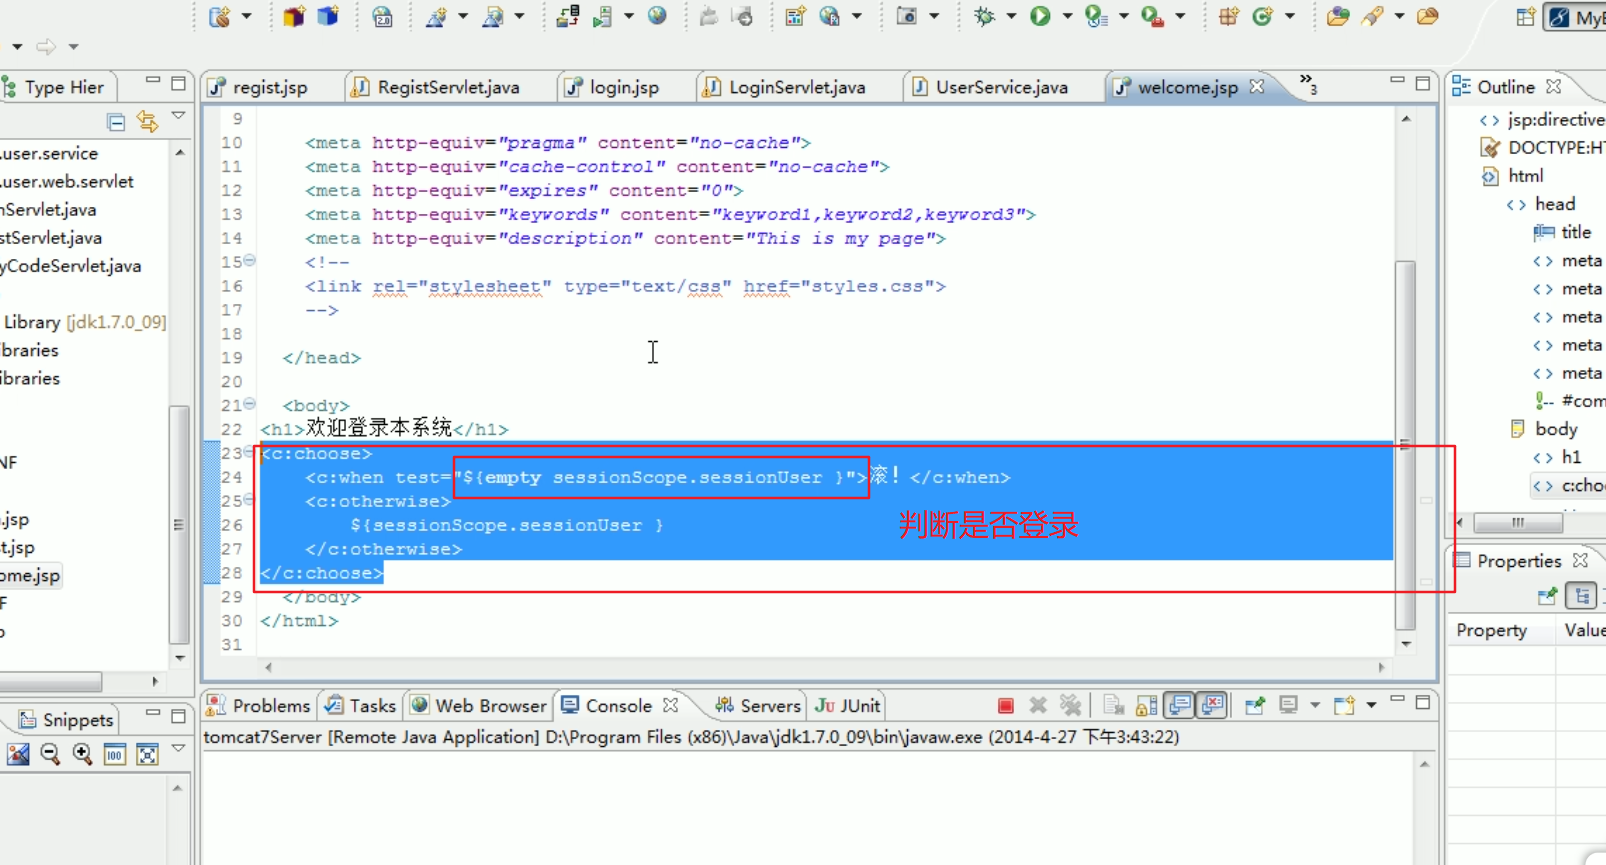 2.0
MyE
Type Hier
regist.jsp
RegistServlet.java
login.jsp
LoginServlet.java
UserService.java
welcome.jsp
»3
Outline
.user.service
.user.web.servlet
nServlet.java
stServlet.java
yCodeServlet.java
Library [jdk1.7.0_09]
ibraries
ibraries
NF
.jsp
t.jsp
ome.jsp
F
9
10 <meta http-equiv="pragma" content="no-cache">
11 <meta http-equiv="cache-control" content="no-cache">
12 <meta http-equiv="expires" content="0">
13 <meta http-equiv="keywords" content="keyword1,keyword2,keyword3">
14 <meta http-equiv="description" content="This is my page">
15 <!--
16 <link rel="stylesheet" type="text/css" href="styles.css">
17 -->
18
19 </head>
20
21 <body>
22 <h1>欢迎登录本系统</h1>
23 <c:choose>
24 <c:when test="${empty sessionScope.sessionUser }">滚! </c:when>
25 <c:otherwise>
26 ${sessionScope.sessionUser }
27 </c:otherwise>
28 </c:choose>
29 </body>
30 </html>
31
判断是否登录
jsp:directive
DOCTYPE:HT
html
head
title
meta
meta
meta
meta
meta
#com
body
h1
c:cho
Properties
Property Value
Snippets
100
Problems
Tasks
Web Browser
Console
Servers
JUnit
tomcat7Server [Remote Java Application] D:\Program Files (x86)\Java\jdk1.7.0_09\bin\javaw.exe (2014-4-27 下午3:43:22)